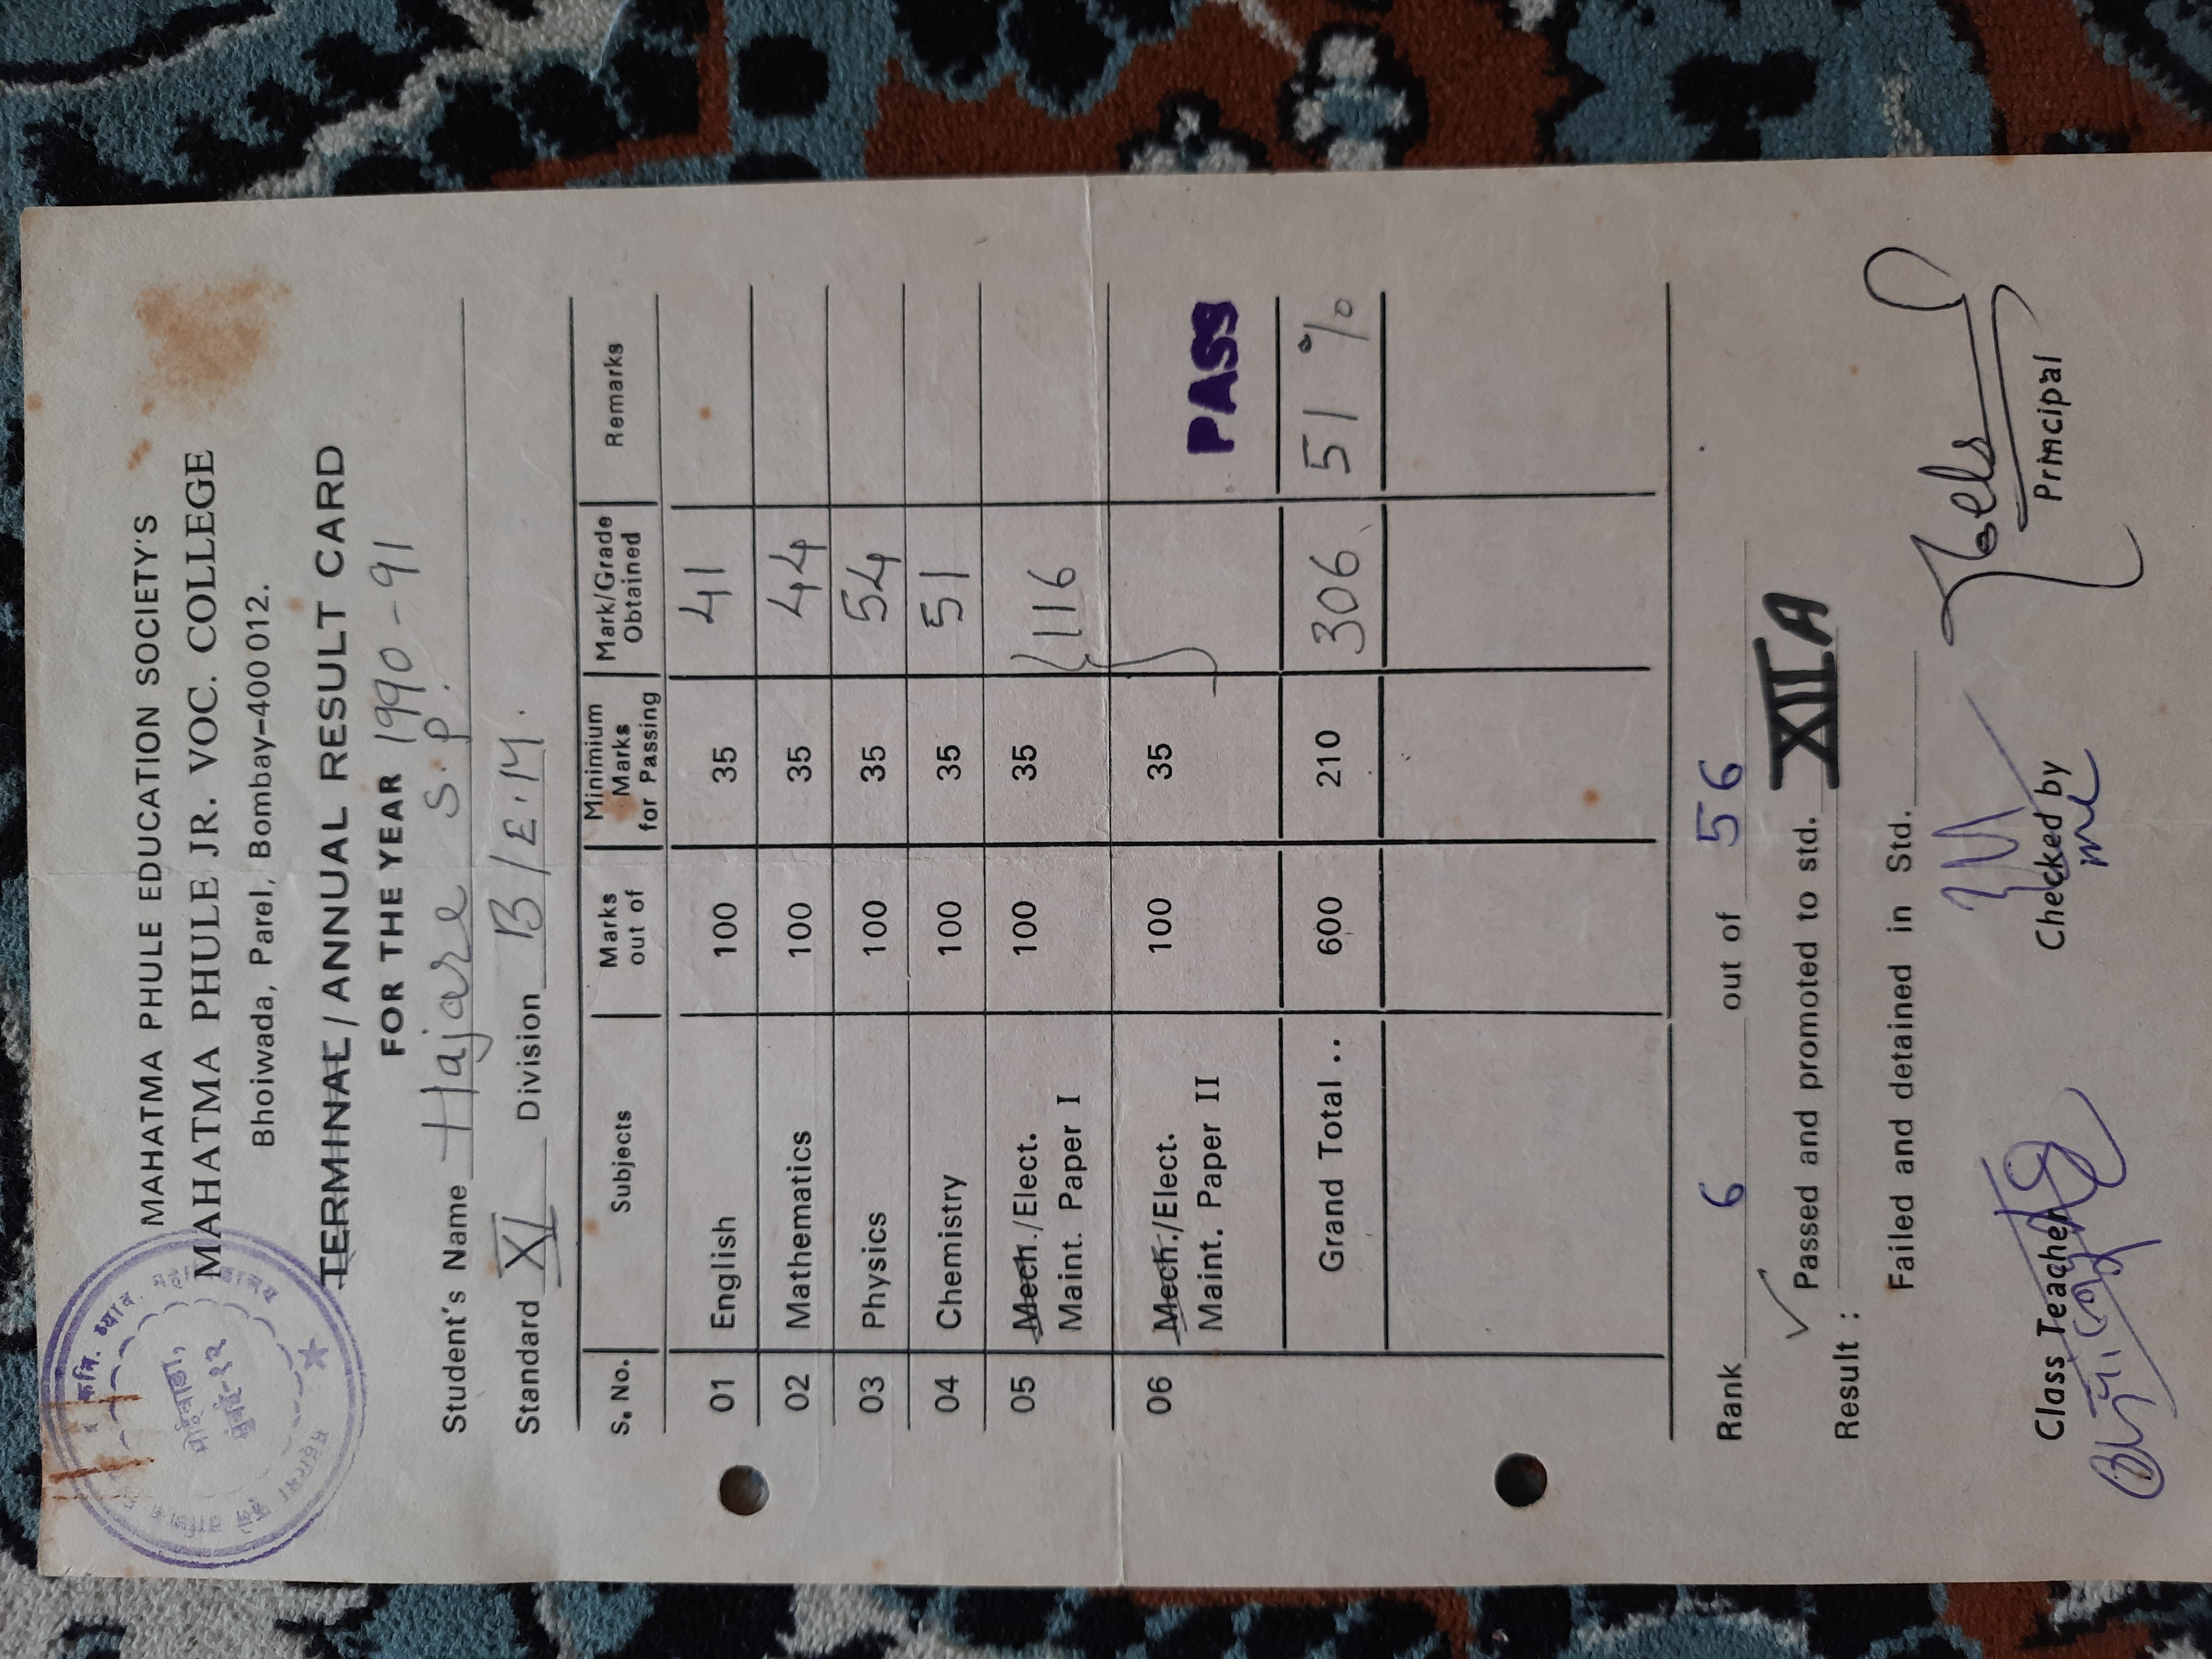 MAHATMA PHULE EDUCATION SOCIETY'S
MAHATMA PHULE JR. VOC. COLLEGE
Bhoiwada, Parel, Bombay-400 012.
TERMINAL / ANNUAL RESULT CARD
FOR THE YEAR 1990-91
Student's Name Hajare S. P.
Standard XI Division B/E.M.
S. No. Subjects Marks out of Minimium Marks for Passing Mark/Grade Obtained Remarks
01 English 100 35 41
02 Mathematics 100 35 44
03 Physics 100 35 54
04 Chemistry 100 35 51
05 Mech./Elect. Maint. Paper I 100 35 116
06 Mech./Elect. Maint. Paper II 100 35 PASS
Grand Total .. 600 210 306 51 %
Rank 6 out of 56
Result : Passed and promoted to std. XII A
Failed and detained in Std.
Class Teacher Checked by Principal
भोईवाडा,
मुंबई-१२